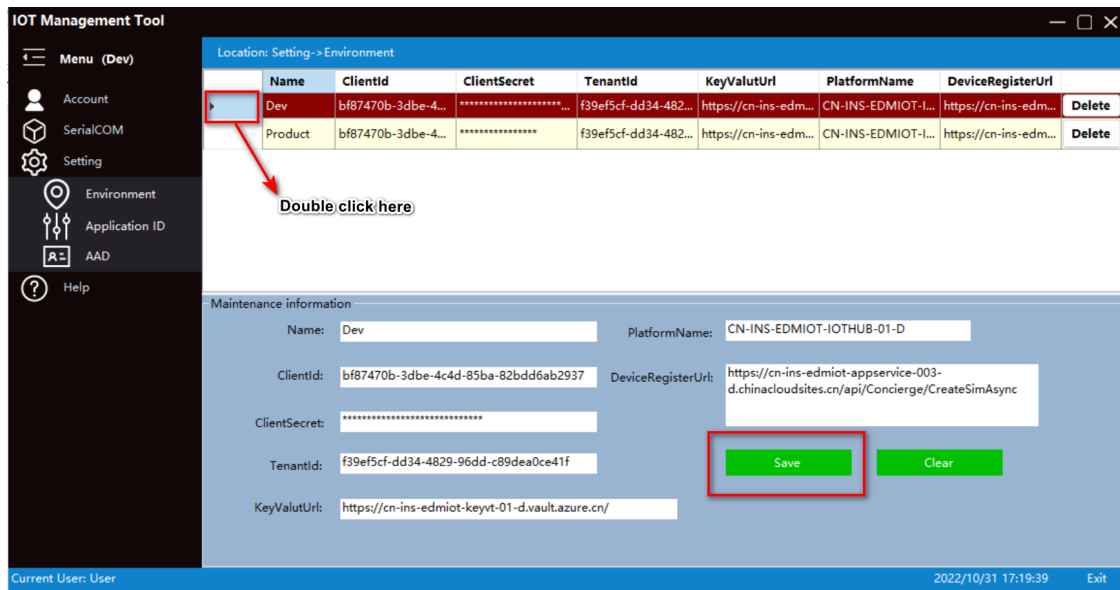 IOT Management Tool
Menu (Dev)
Location: Setting->Environment
Account
SerialCOM
Setting
Environment
Application ID
AAD
Help
Name ClientId ClientSecret TenantId KeyValutUrl PlatformName DeviceRegisterUrl
Dev bf87470b-3dbe-4... *********************... f39ef5cf-dd34-482... https://cn-ins-edm... CN-INS-EDMIOT-I... https://cn-ins-edm... Delete
Product bf87470b-3dbe-4... **************** f39ef5cf-dd34-482... https://cn-ins-edm... CN-INS-EDMIOT-I... https://cn-ins-edm... Delete
Double click here
Maintenance information
Name: Dev
PlatformName: CN-INS-EDMIOT-IOTHUB-01-D
ClientId: bf87470b-3dbe-4c4d-85ba-82bdd6ab2937
DeviceRegisterUrl: https://cn-ins-edmiot-appservice-003-
d.chinacloudsites.cn/api/Concierge/CreateSimAsync
ClientSecret: *****************************
TenantId: f39ef5cf-dd34-4829-96dd-c89dea0ce41f
Save Clear
KeyValutUrl: https://cn-ins-edmiot-keyvt-01-d.vault.azure.cn/
Current User: User 2022/10/31 17:19:39 Exit